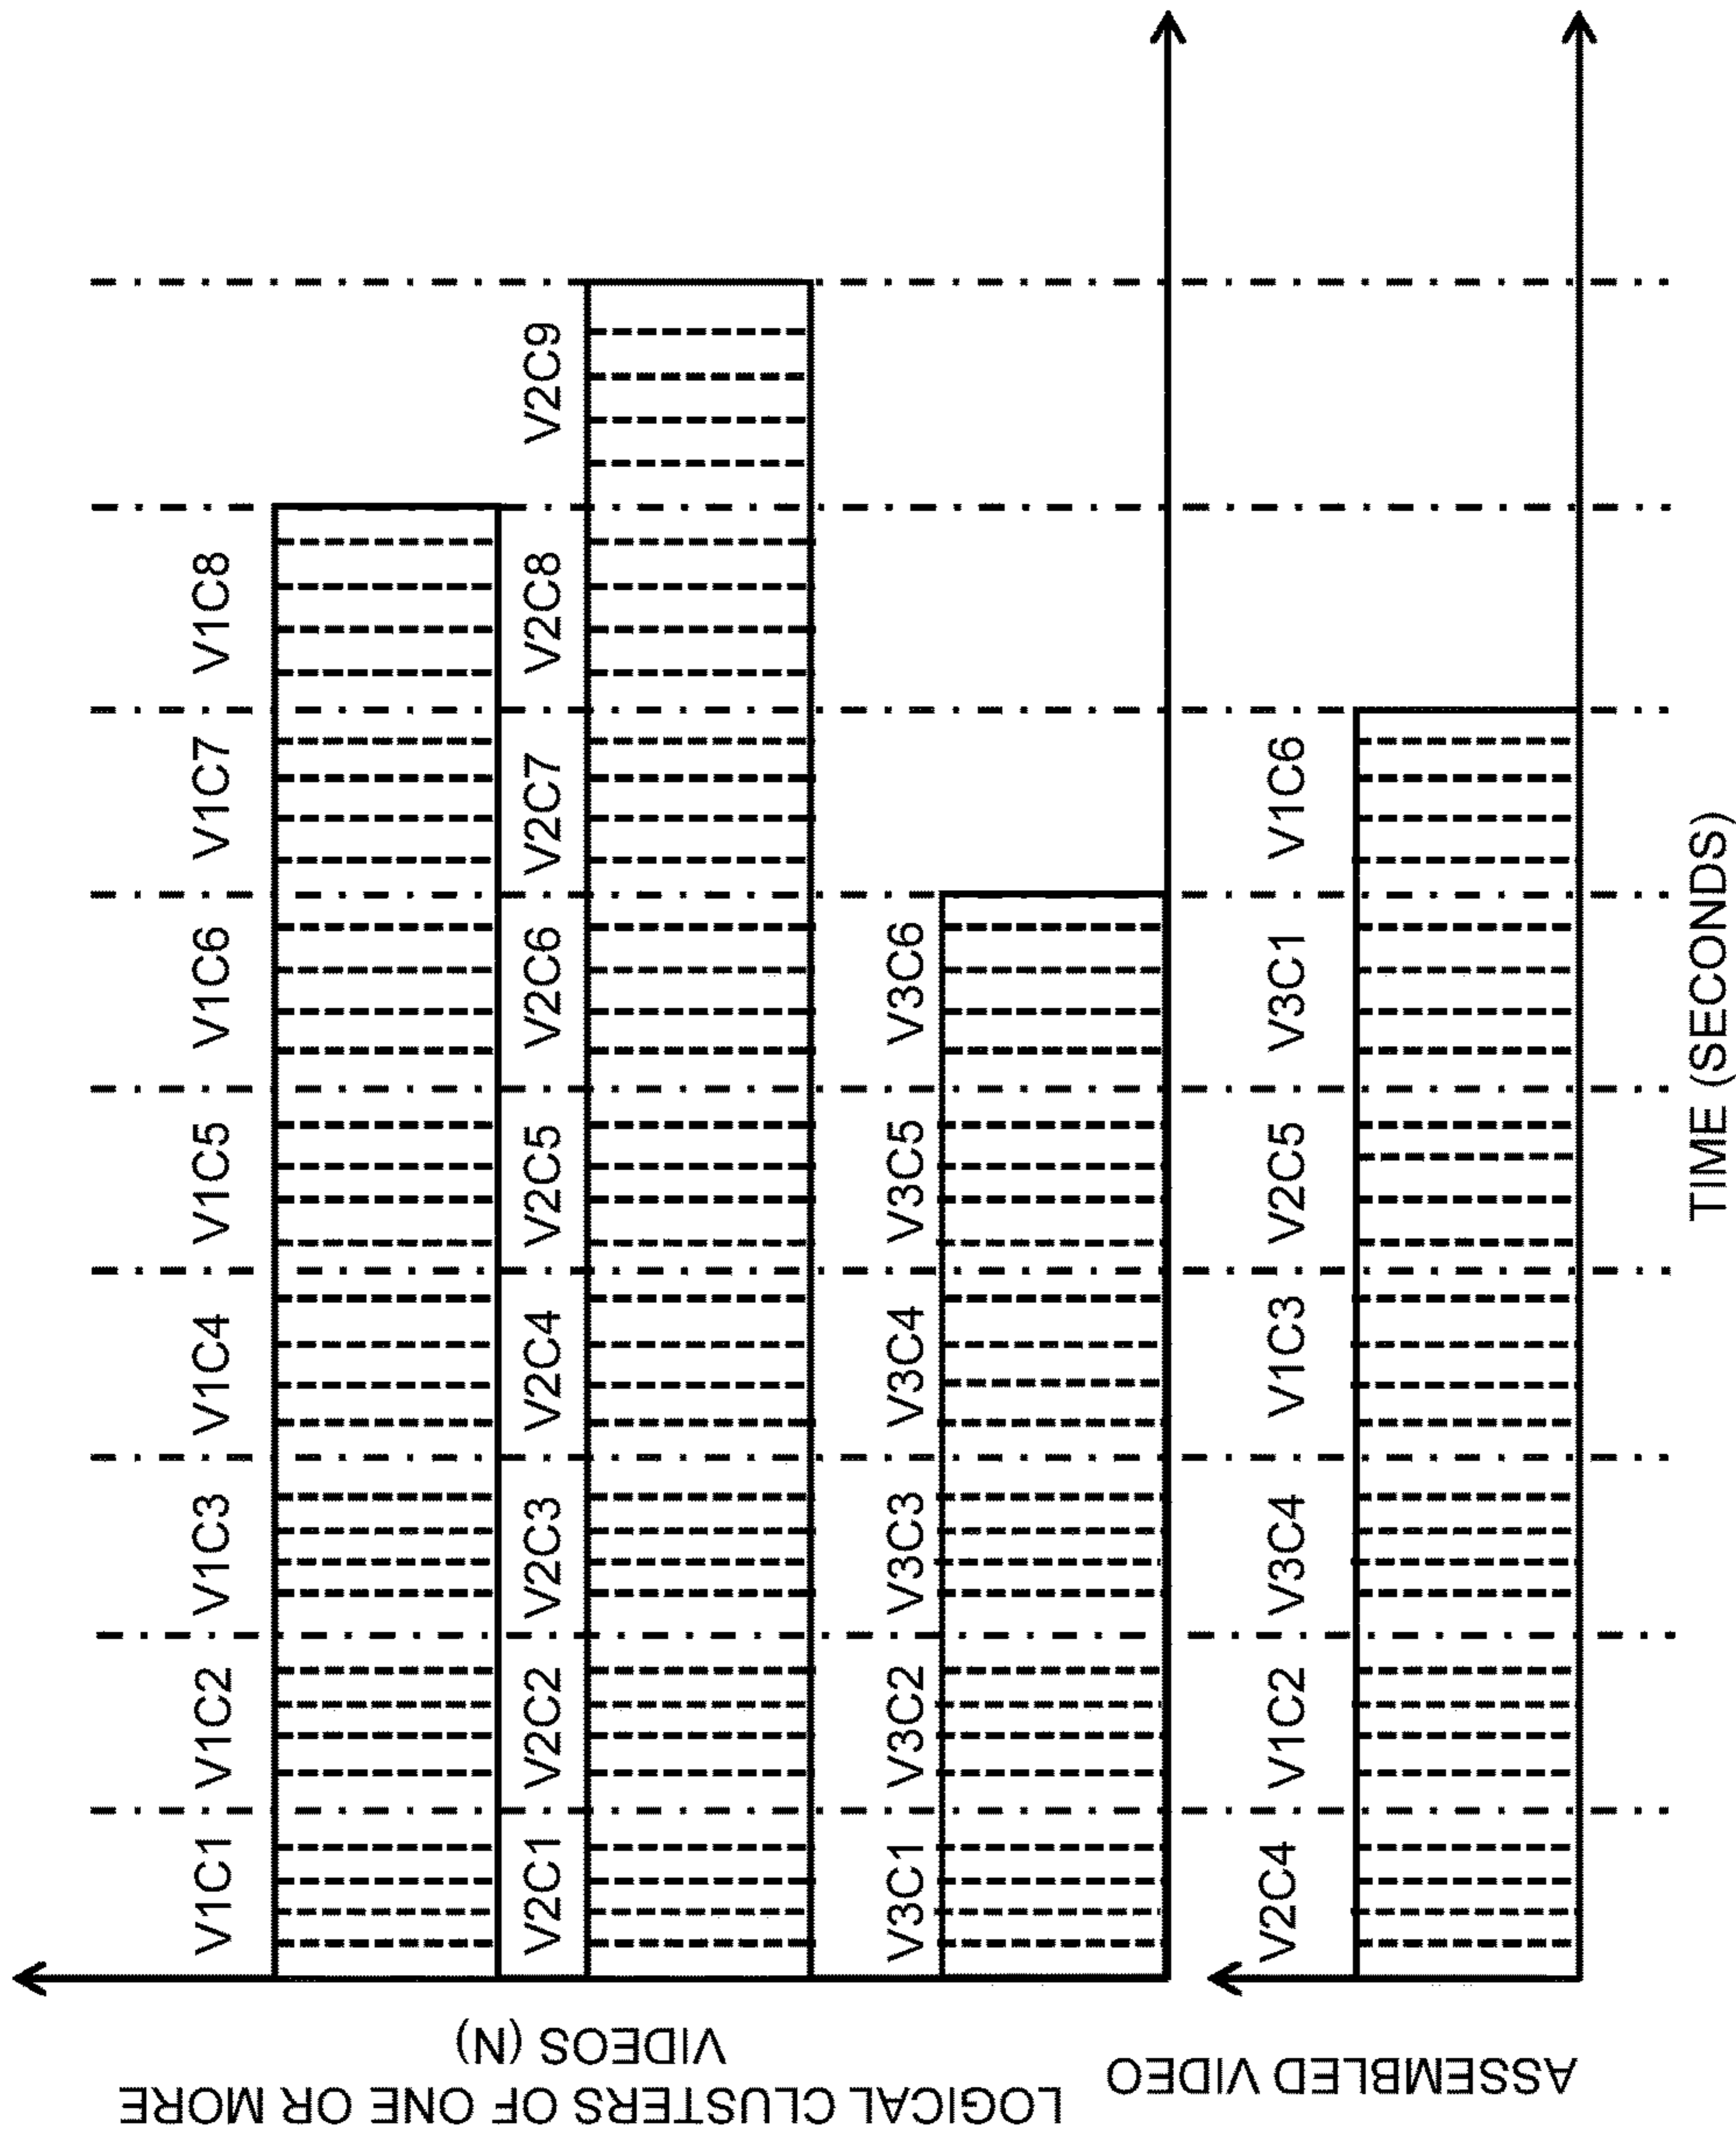 LOGICAL CLUSTERS OF ONE OR MORE
VIDEOS (N)
V1C1 V1C2 V1C3 V1C4 V1C5 V1C6 V1C7 V1C8
V2C1 V2C2 V2C3 V2C4 V2C5 V2C6 V2C7 V2C8 V2C9
V3C1 V3C2 V3C3 V3C4 V3C5 V3C6
ASSEMBLED VIDEO
V2C4 V1C2 V3C4 V1C3 V2C5 V3C1 V1C6
TIME (SECONDS)